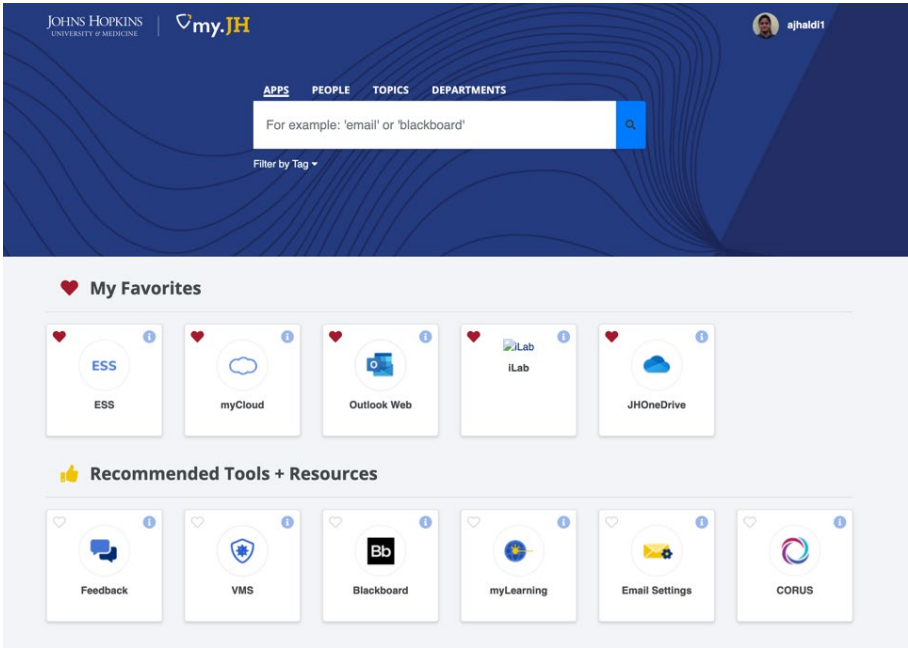 JOHNS HOPKINS
UNIVERSITY & MEDICINE
my.JH
ajhaldi1
APPS PEOPLE TOPICS DEPARTMENTS
For example: 'email' or 'blackboard'
Filter by Tag
My Favorites
ESS
iLab
ESS
myCloud
Outlook Web
iLab
JHOneDrive
Recommended Tools + Resources
Bb
Feedback
VMS
Blackboard
myLearning
Email Settings
CORUS